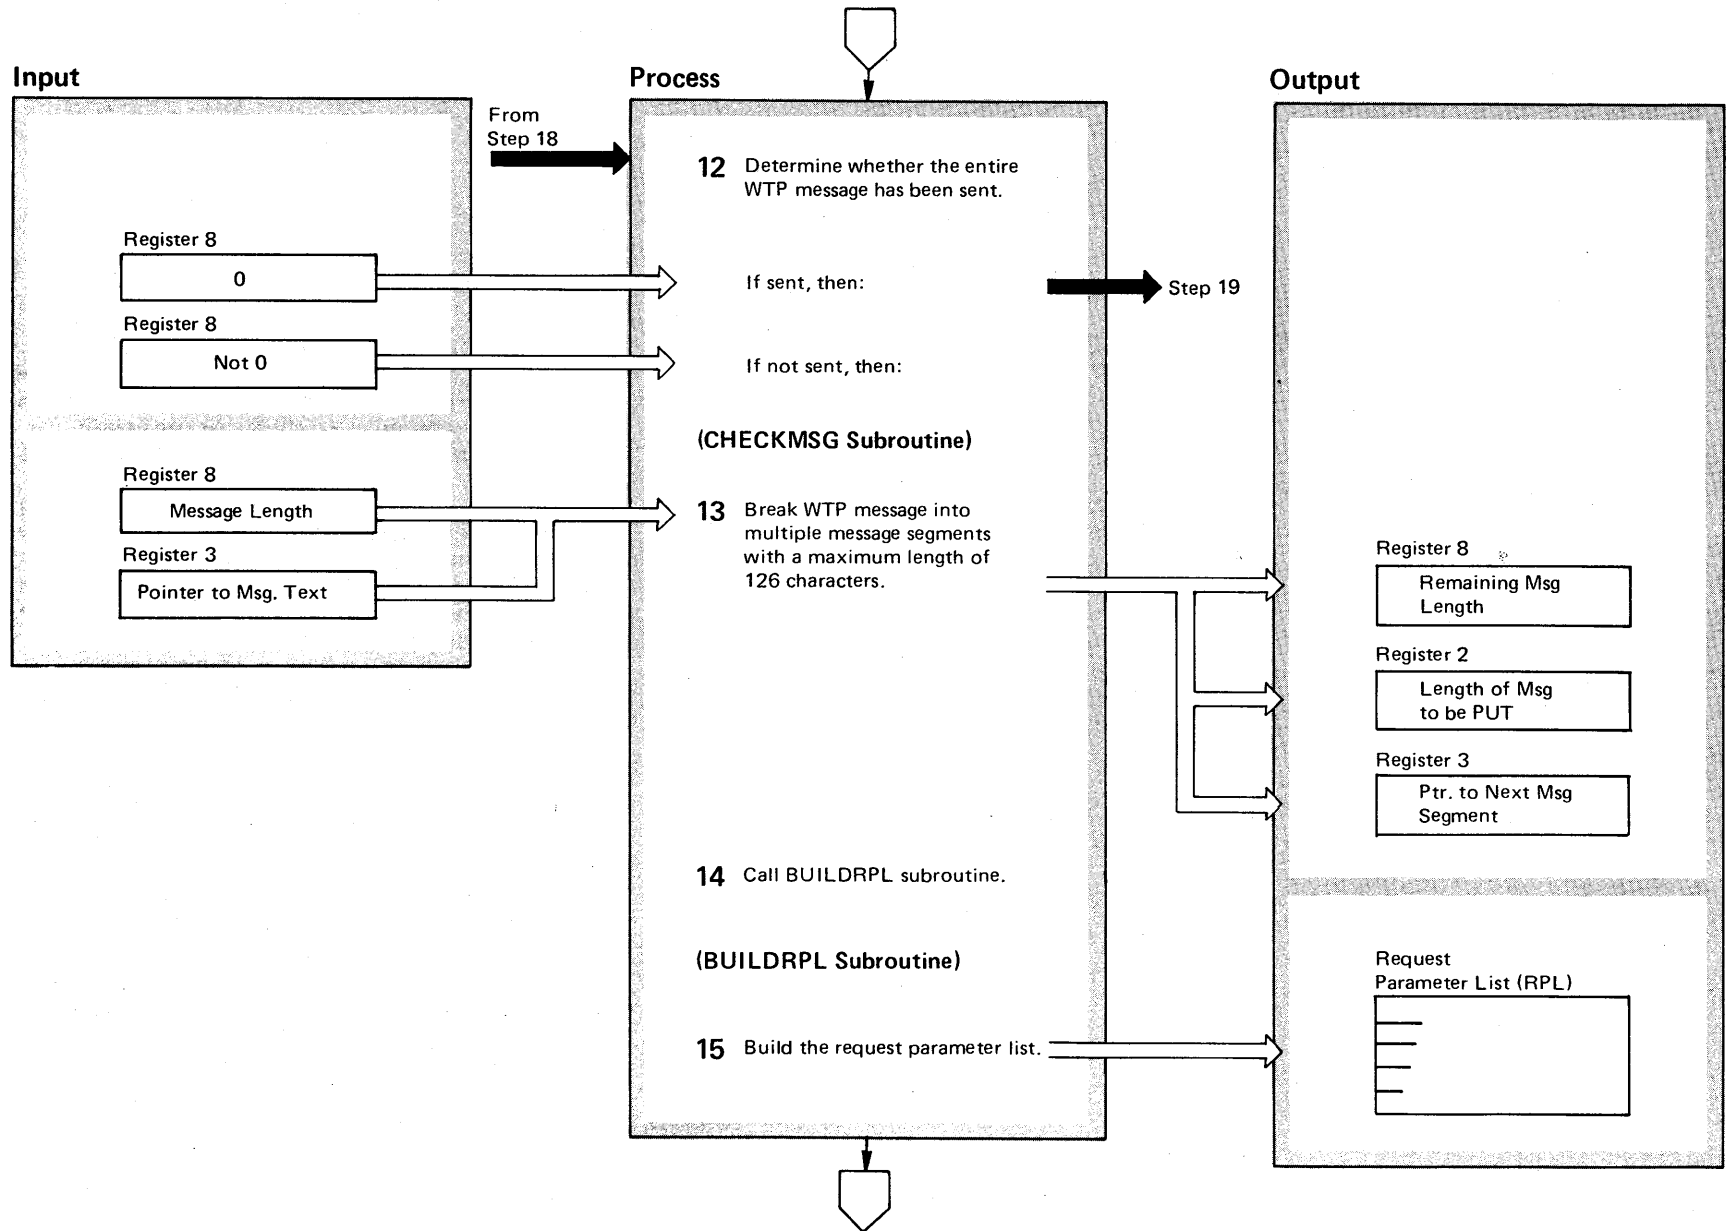 Input
Process
Output
From
Step 18
12 Determine whether the entire
WTP message has been sent.
Register 8
0
If sent, then:
Step 19
Register 8
Not 0
If not sent, then:
(CHECKMSG Subroutine)
Register 8
Message Length
Register 3
Pointer to Msg. Text
13 Break WTP message into
multiple message segments
with a maximum length of
126 characters.
Register 8
Remaining Msg
Length
Register 2
Length of Msg
to be PUT
Register 3
Ptr. to Next Msg
Segment
14 Call BUILDRPL subroutine.
(BUILDRPL Subroutine)
15 Build the request parameter list.
Request
Parameter List (RPL)